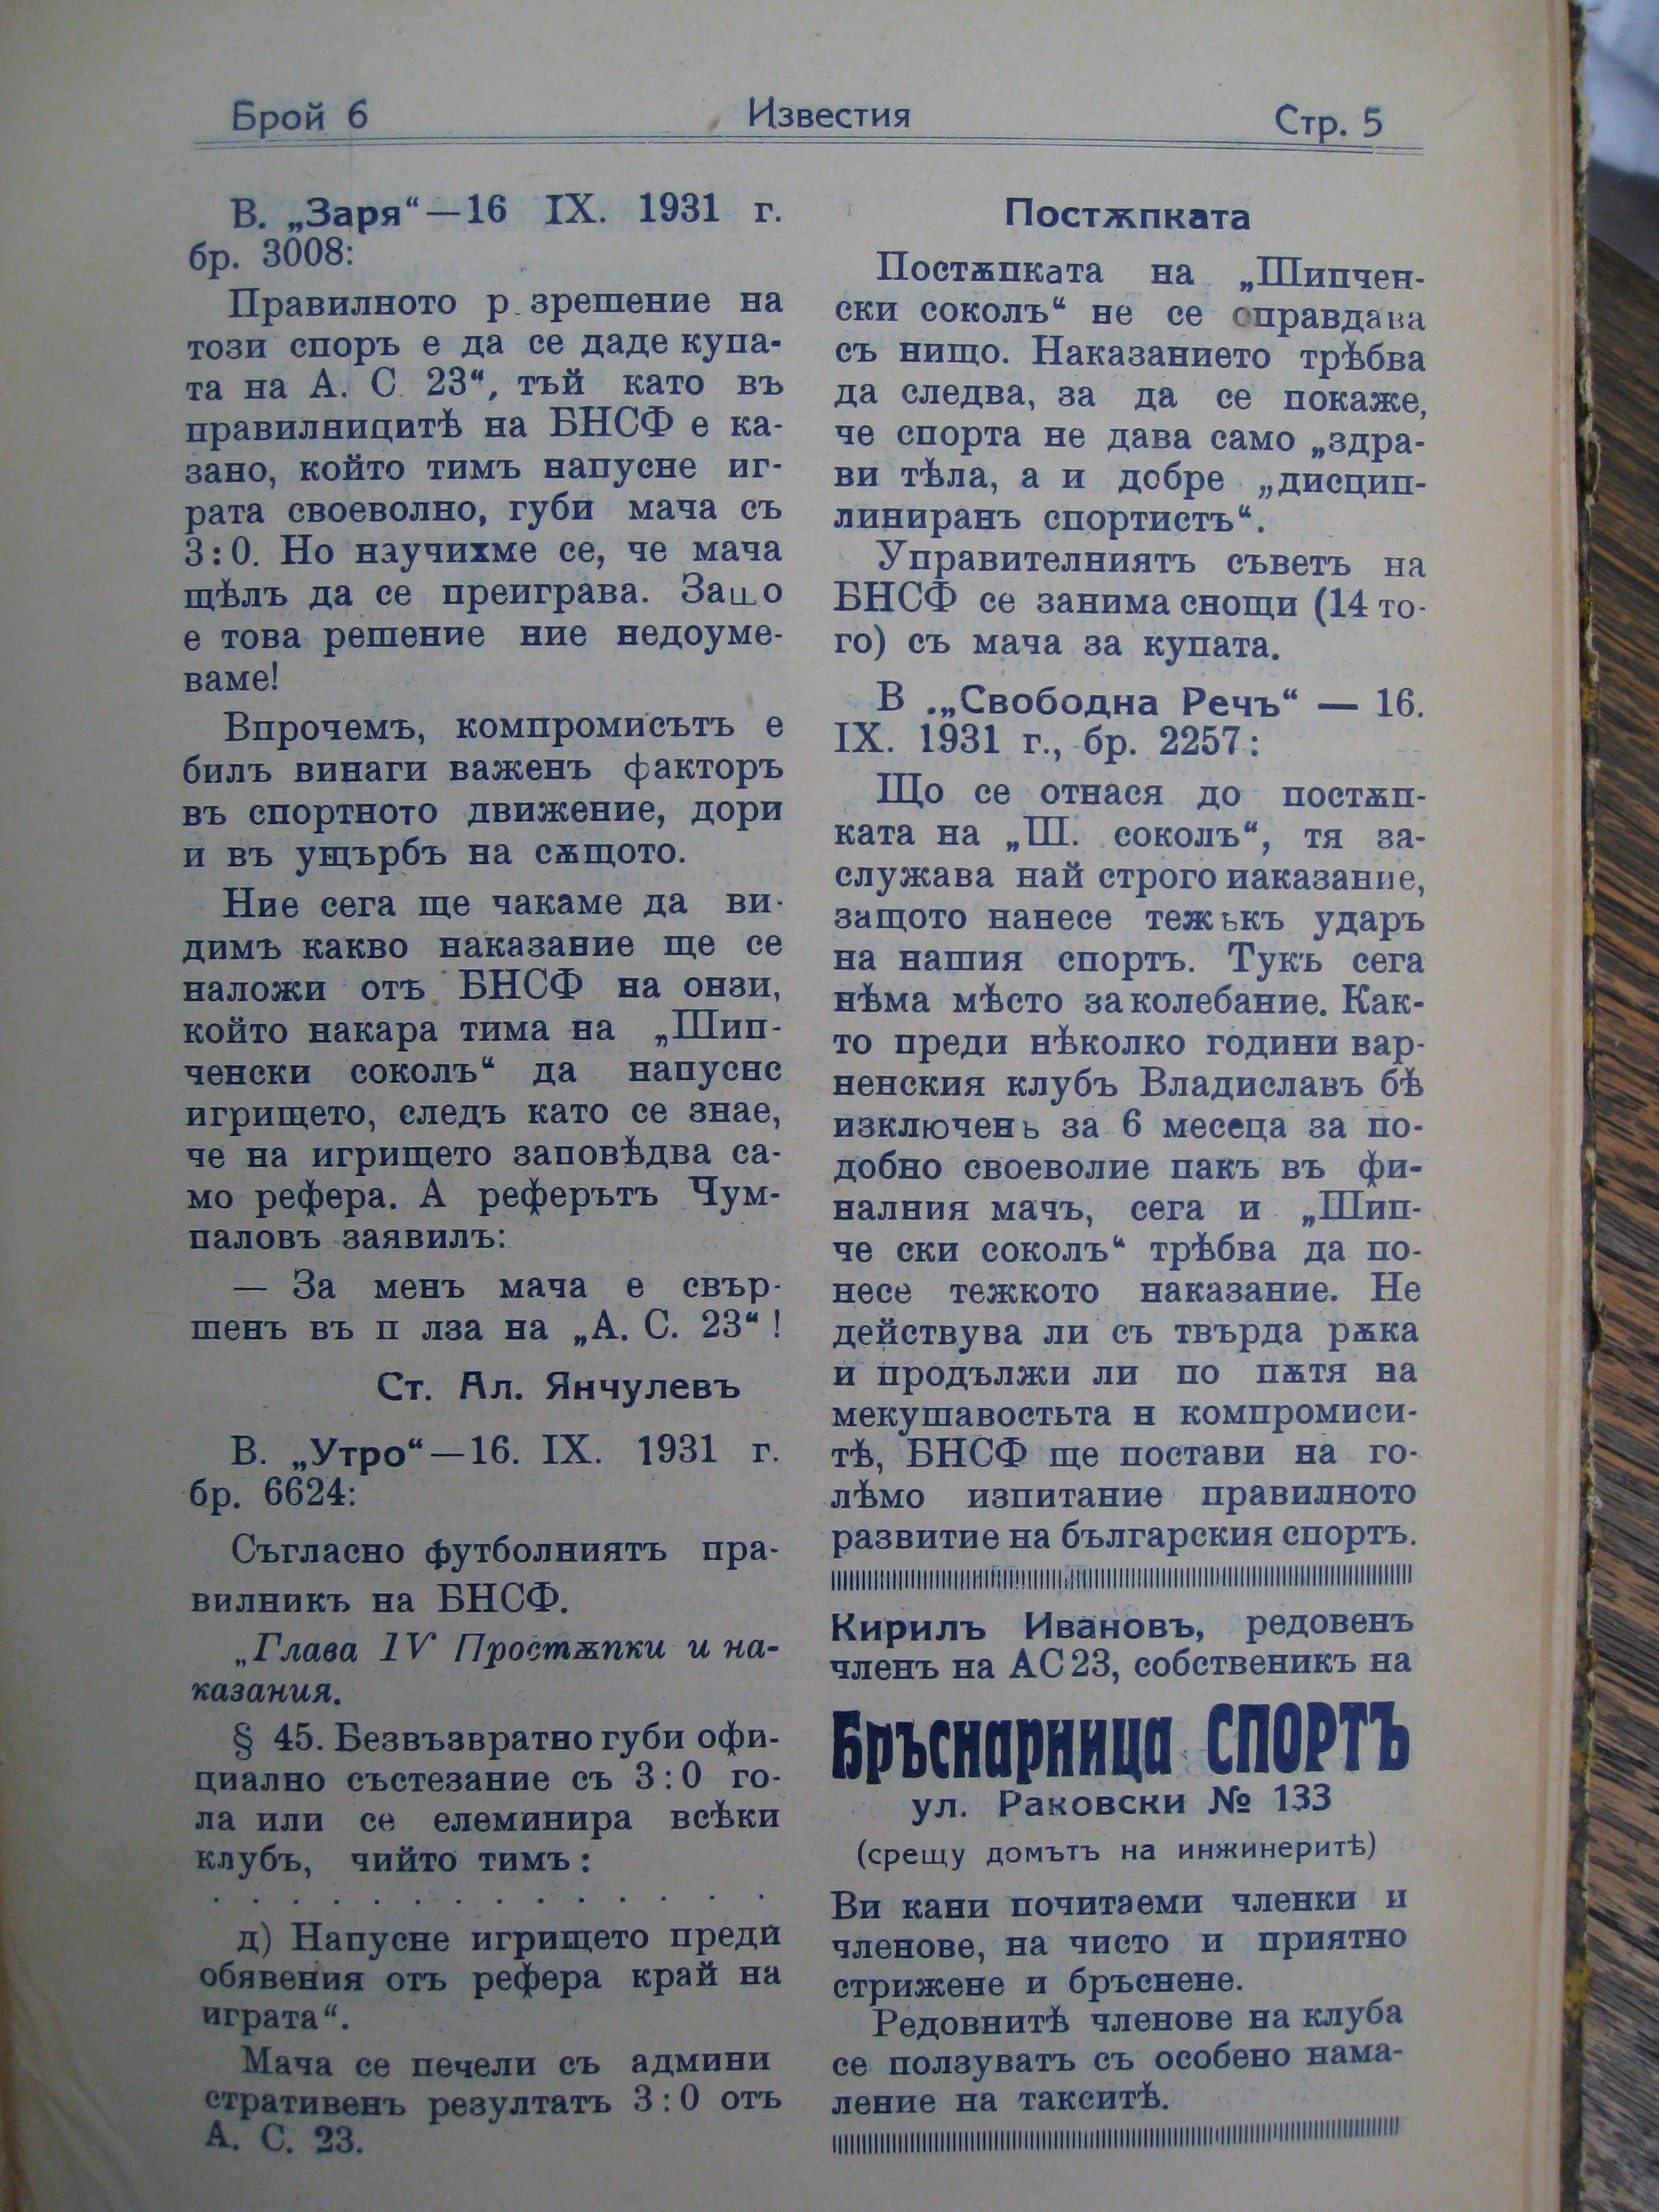 Брой 6
Известия
Стр. 5
В. „Заря“—16 IX. 1931 г.
бр. 3008:
Правилното р зрешение на
този споръ е да се даде купа-
та на А. С. 23“, тъй като въ
правилницитѣ на БНСФ е ка-
зано, който тимъ напусне иг-
рата своеволно, губи мача съ
3:0. Но научихме се, че мача
щѣлъ да се преиграва. Защо
е това решение ние недоуме-
ваме!
Впрочемъ, компромисътъ е
билъ винаги важенъ факторъ
въ спортното движение, дори
и въ ущърбъ на сѫщото.
Ние сега ще чакаме да ви-
димъ какво наказание ще се
наложи отъ БНСФ на онзи,
който накара тима на „Шип-
ченски соколъ“ да напусне
игрището, следъ като се знае,
че на игрището заповѣдва са-
мо рефера. А реферътъ Чум-
паловъ заявилъ:
— За менъ мача е свър-
шенъ въ п лза на „А. С. 23“!
Ст. Ал. Янчулевъ
В. „Утро“—16. IX. 1931 г.
бр. 6624:
Съгласно футболниятъ пра-
вилникъ на БНСФ.
„Глава IV Простѫпки и на-
казания.
§ 45. Безвъзвратно губи офи-
циално състезание съ 3:0 го-
ла или се елеминира всѣки
клубъ, чийто тимъ:
. . . . . . . . . . . . . . .
д) Напусне игрището преди
обявения отъ рефера край на
играта“.
Мача се печели съ админи
стративенъ резултатъ 3:0 отъ
А. С. 23.
Постѫпката
Постѫпката на „Шипчен-
ски соколъ“ не се оправдава
съ нищо. Наказанието трѣбва
да следва, за да се покаже,
че спорта не дава само „здра-
ви тѣла, а и добре „дисцип-
линиранъ спортистъ“.
Управителниятъ съветъ на
БНСФ се занима снощи (14 то-
го) съ мача за купата.
В .„Свободна Речъ“ — 16.
IX. 1931 г., бр. 2257:
Що се отнася до постѫп-
ката на „Ш. соколъ“, тя за-
служава най строго иаказание,
защото нанесе тежькъ ударъ
на нашия спортъ. Тукъ сега
нѣма мѣсто за колебание. Как-
то преди нѣколко години вар-
ненския клубъ Владиславъ бѣ
изключень за 6 месеца за по-
добно своеволие пакъ въ фи-
налния мачъ, сега и „Шип-
че ски соколъ“ трѣбва да по-
несе тежкото наказание. Не
действува ли съ твърда рѫка
и продължи ли по пѫтя на
мекушавостьта н компромиси-
тѣ, БНСФ ще постави на го-
лѣмо изпитание правилното
развитие на българския спортъ.
Кирилъ Ивановъ, редовенъ
членъ на АС 23, собственикъ на
Бръснарница СПОРТЪ
ул. Раковски № 133
(срещу домътъ на инжинеритѣ)
Ви кани почитаеми членки и
членове, на чисто и приятно
стрижене и бръснене.
Редовнитѣ членове на клуба
се ползуватъ съ особено нама-
ление на такситѣ.